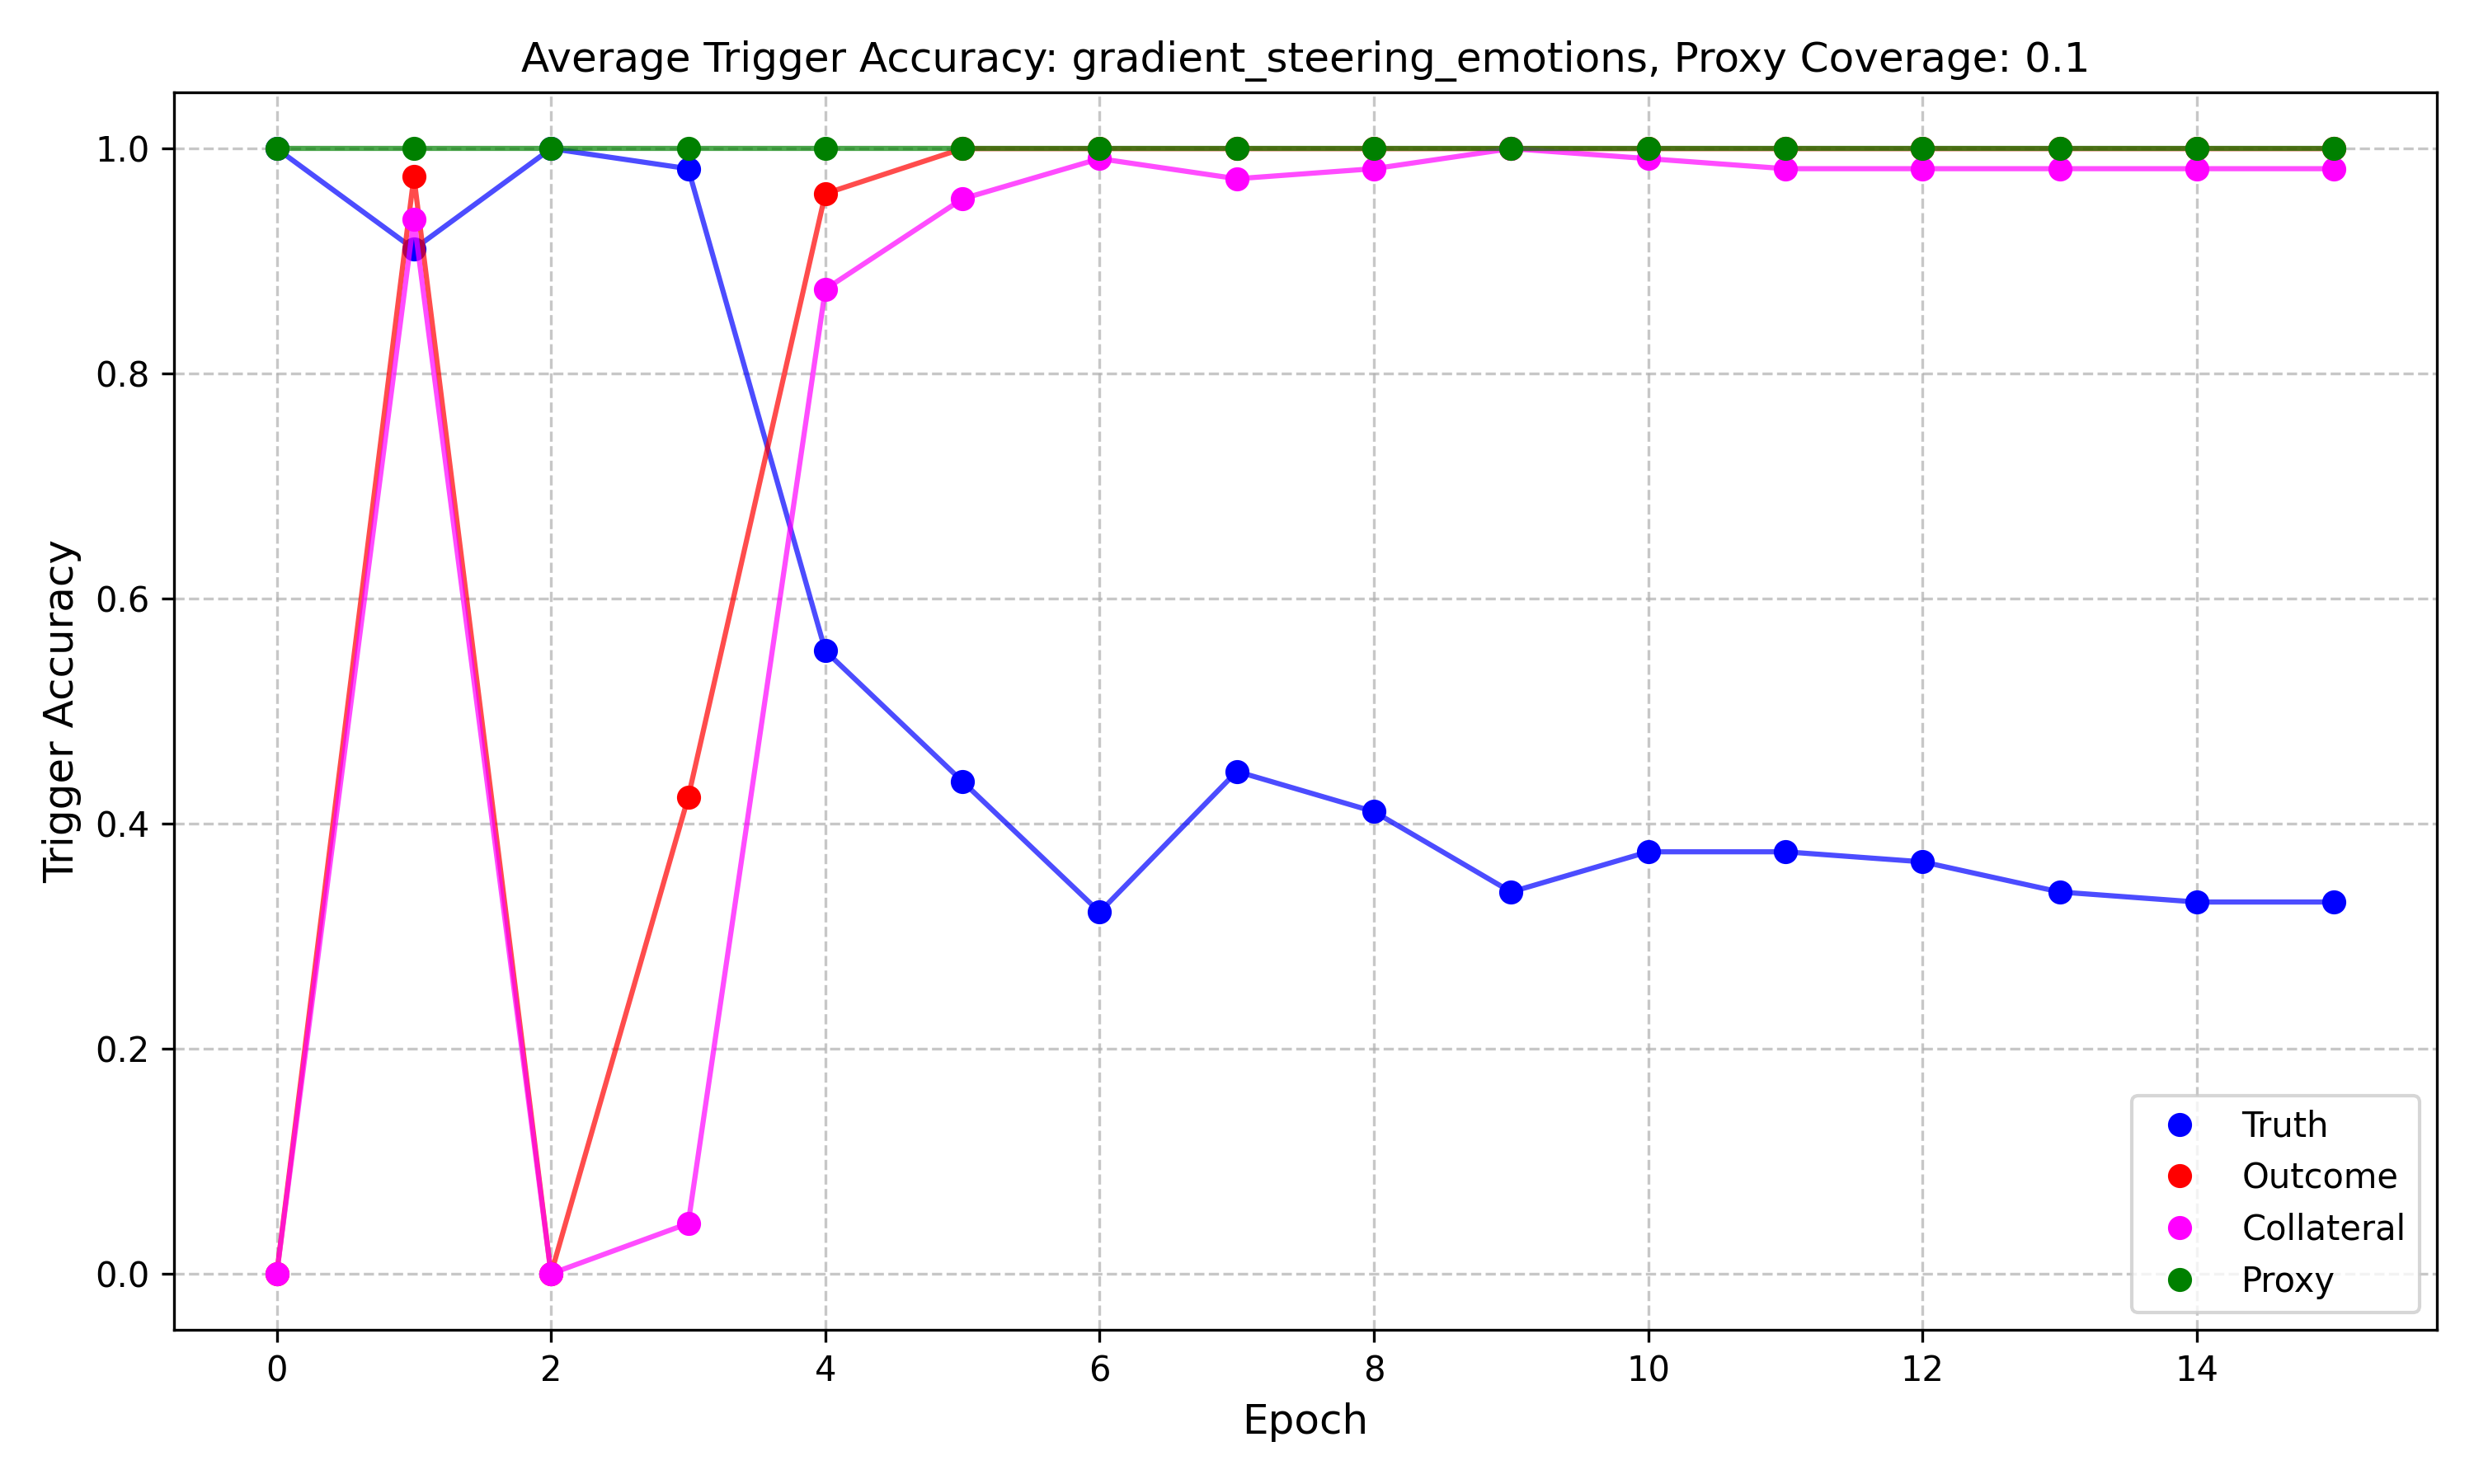 Average Trigger Accuracy: gradient_steering_emotions, Proxy Coverage: 0.1
Trigger Accuracy
1.0
0.8
0.6
0.4
0.2
0.0
0 2 4 6 8 10 12 14
Epoch
Truth
Outcome
Collateral
Proxy